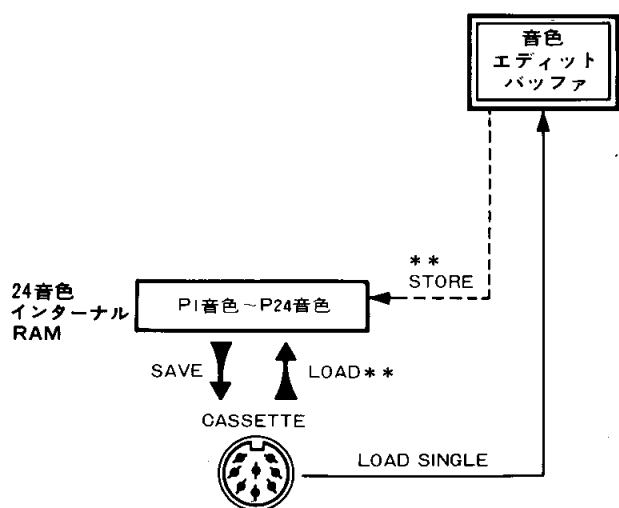 音色
エディット
バッファ
**
STORE
24音色
インターナル
RAM
P1音色~P24音色
SAVE
LOAD**
CASSETTE
LOAD SINGLE